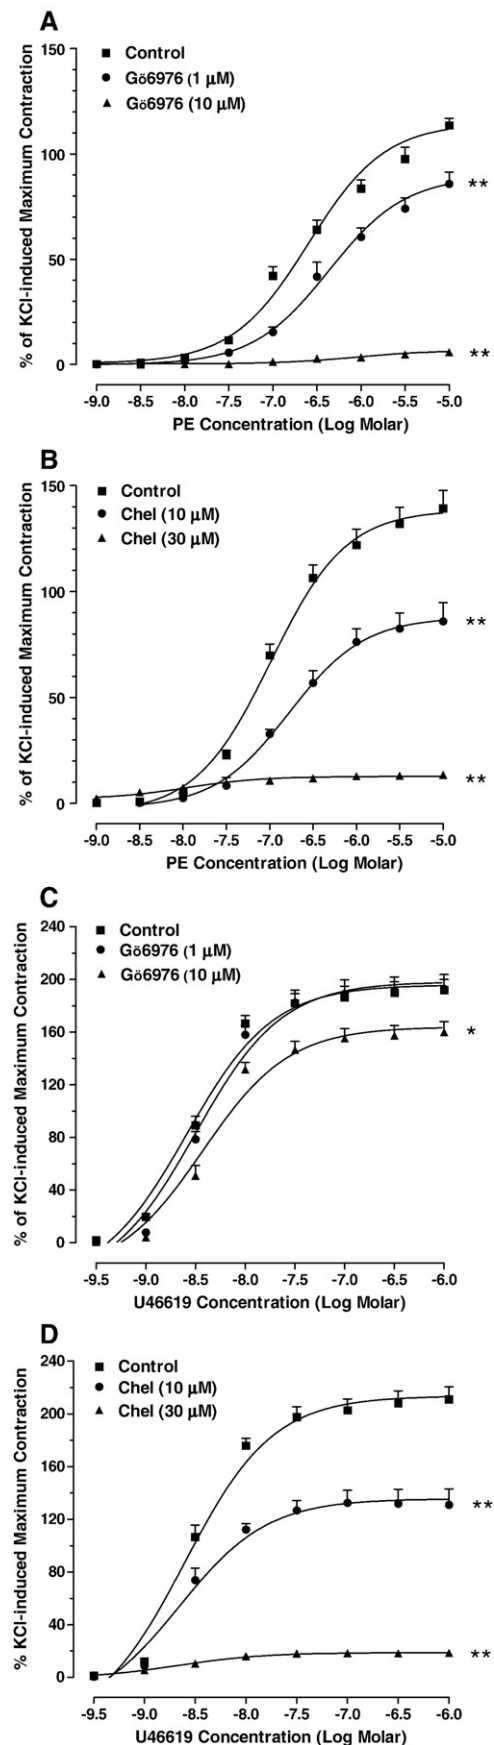 A
150
Control
Gö6976 (1 μM)
Gö6976 (10 μM)
100
50
0
% of KCl-induced Maximum Contraction
**
**
-9.0 -8.5 -8.0 -7.5 -7.0 -6.5 -6.0 -5.5 -5.0
PE Concentration (Log Molar)
B
150
Control
Chel (10 μM)
Chel (30 μM)
100
50
0
% of KCl-induced Maximum Contraction
**
**
-9.0 -8.5 -8.0 -7.5 -7.0 -6.5 -6.0 -5.5 -5.0
PE Concentration (Log Molar)
C
240
Control
Gö6976 (1 μM)
Gö6976 (10 μM)
200
160
120
80
40
0
% of KCl-induced Maximum Contraction
*
-9.5 -9.0 -8.5 -8.0 -7.5 -7.0 -6.5 -6.0
U46619 Concentration (Log Molar)
D
240
Control
Chel (10 μM)
Chel (30 μM)
200
160
120
80
40
0
% KCl-induced Maximum Contraction
**
**
-9.5 -9.0 -8.5 -8.0 -7.5 -7.0 -6.5 -6.0
U46619 Concentration (Log Molar)